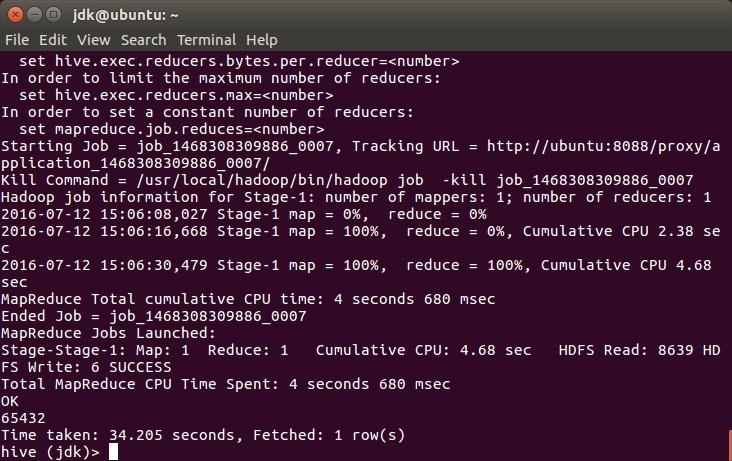 jdk@ubuntu: ~
File Edit View Search Terminal Help
set hive.exec.reducers.bytes.per.reducer=<number>
In order to limit the maximum number of reducers:
set hive.exec.reducers.max=<number>
In order to set a constant number of reducers:
set mapreduce.job.reduces=<number>
Starting Job = job_1468308309886_0007, Tracking URL = http://ubuntu:8088/proxy/a
pplication_1468308309886_0007/
Kill Command = /usr/local/hadoop/bin/hadoop job  -kill job_1468308309886_0007
Hadoop job information for Stage-1: number of mappers: 1; number of reducers: 1
2016-07-12 15:06:08,027 Stage-1 map = 0%,  reduce = 0%
2016-07-12 15:06:16,668 Stage-1 map = 100%,  reduce = 0%, Cumulative CPU 2.38 se
c
2016-07-12 15:06:30,479 Stage-1 map = 100%,  reduce = 100%, Cumulative CPU 4.68
sec
MapReduce Total cumulative CPU time: 4 seconds 680 msec
Ended Job = job_1468308309886_0007
MapReduce Jobs Launched:
Stage-Stage-1: Map: 1  Reduce: 1   Cumulative CPU: 4.68 sec   HDFS Read: 8639 HD
FS Write: 6 SUCCESS
Total MapReduce CPU Time Spent: 4 seconds 680 msec
OK
65432
Time taken: 34.205 seconds, Fetched: 1 row(s)
hive (jdk)>